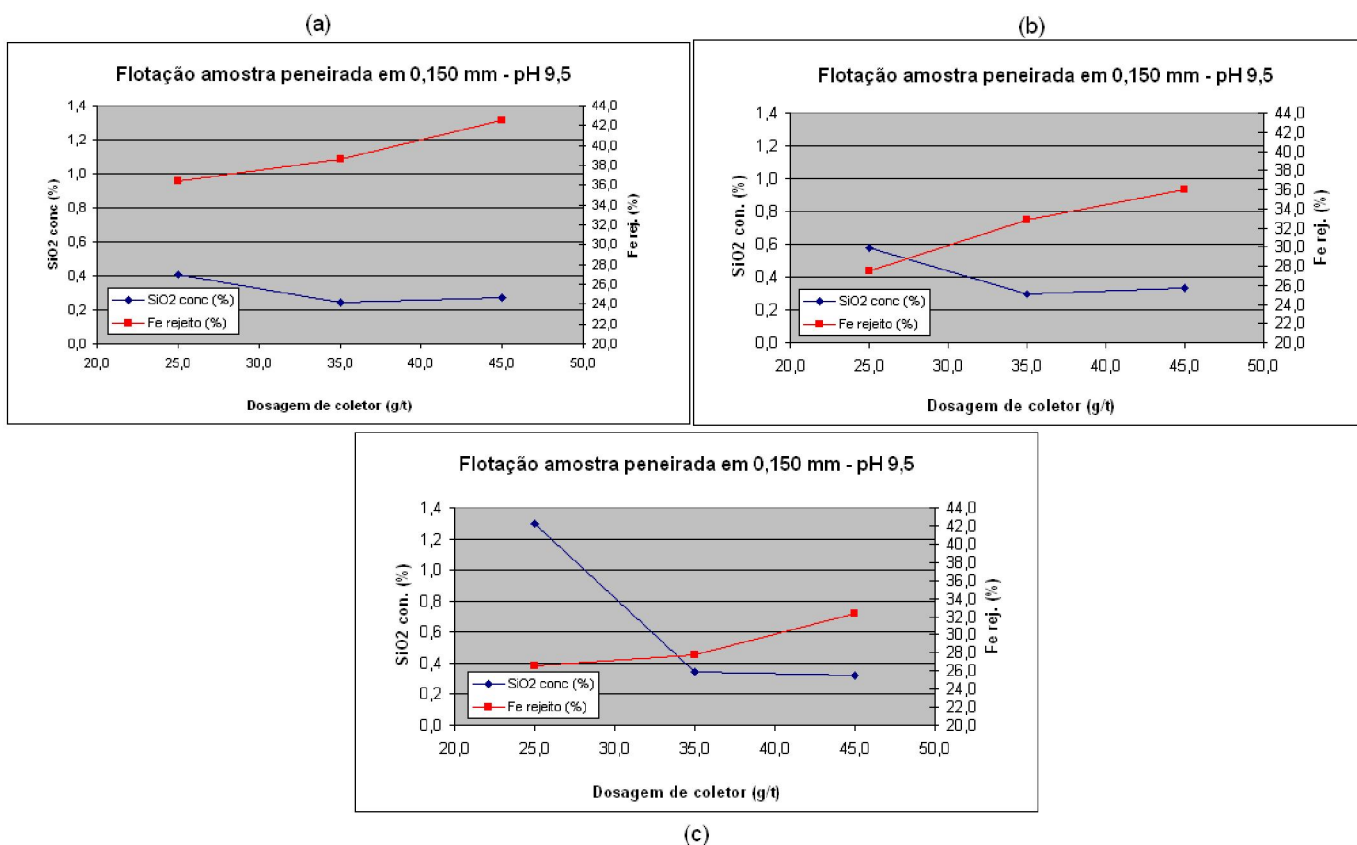 (a)
Flotação amostra peneirada em 0,150 mm - pH 9,5
1,4
1,2
1,0
0,8
0,6
0,4
0,2
0,0
SiO2 conc (%)
44,0
42,0
40,0
38,0
36,0
34,0
32,0
30,0
28,0
26,0
24,0
22,0
20,0
Fe rej. (%)
SiO2 conc (%)
Fe rejeito (%)
20,0 25,0 30,0 35,0 40,0 45,0 50,0
Dosagem de coletor (g/t)
(b)
Flotação amostra peneirada em 0,150 mm - pH 9,5
1,4
1,2
1,0
0,8
0,6
0,4
0,2
0,0
SiO2 con. (%)
44,0
42,0
40,0
38,0
36,0
34,0
32,0
30,0
28,0
26,0
24,0
22,0
20,0
Fe rej. (%)
SiO2 conc (%)
Fe rejeito (%)
20,0 25,0 30,0 35,0 40,0 45,0 50,0
Dosagem de coletor (g/t)
Flotação amostra peneirada em 0,150 mm - pH 9,5
1,4
1,2
1,0
0,8
0,6
0,4
0,2
0,0
SiO2 con. (%)
44,0
42,0
40,0
38,0
36,0
34,0
32,0
30,0
28,0
26,0
24,0
22,0
20,0
Fe rej. (%)
SiO2 conc (%)
Fe rejeito (%)
20,0 25,0 30,0 35,0 40,0 45,0 50,0
Dosagem de coletor (g/t)
(c)